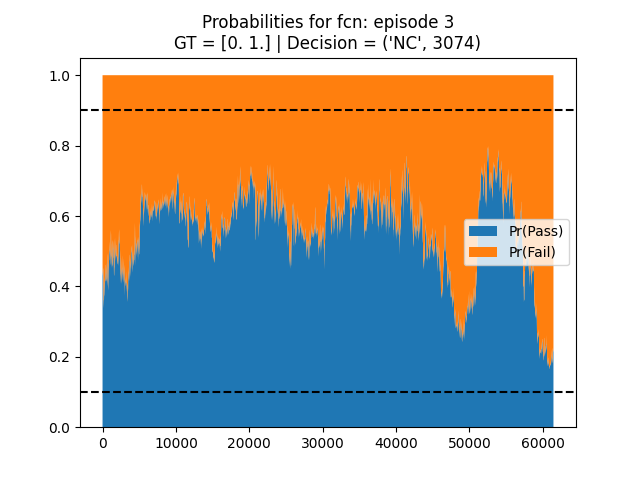 Probabilities for fcn: episode 3
GT = [0. 1.] | Decision = ('NC', 3074)
1.0
0.8
0.6
0.4
0.2
0.0
Pr(Pass)
Pr(Fail)
0 10000 20000 30000 40000 50000 60000